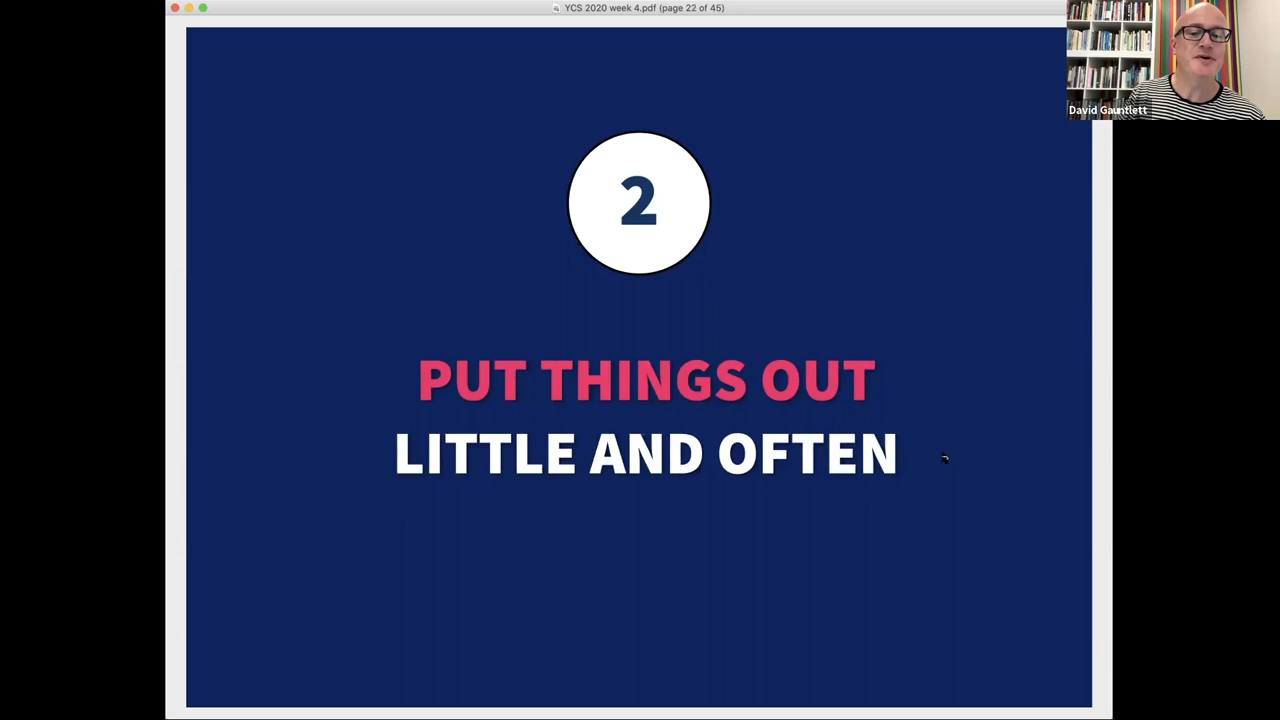 YCS 2020 week 4.pdf (page 22 of 45)
David Gauntlett
2
PUT THINGS OUT
LITTLE AND OFTEN